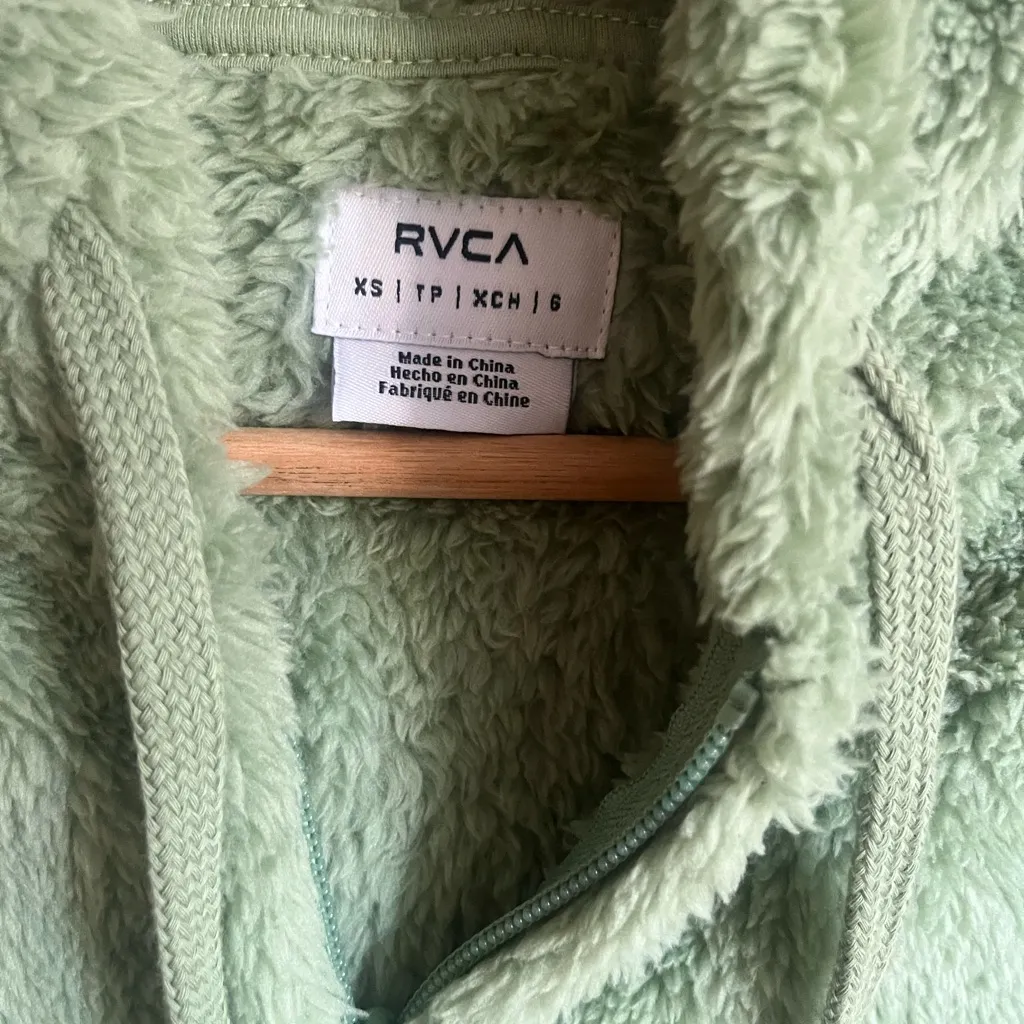 RVCA
XS | TP | XCH | 6
Made in China
Hecho en China
Fabriqué en Chine